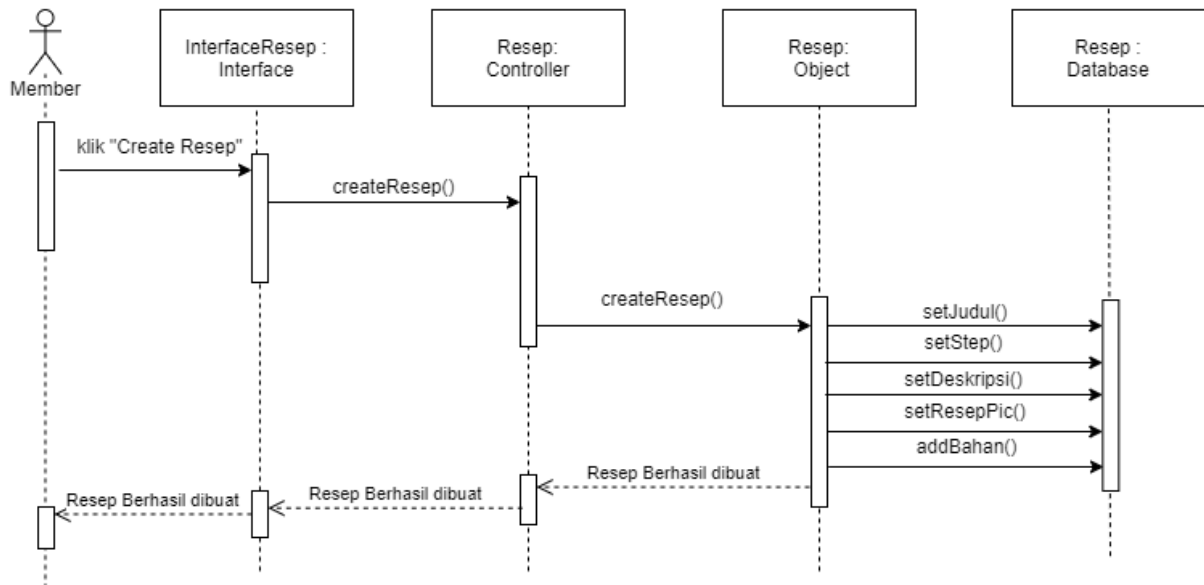 Member
InterfaceResep :
Interface
Resep:
Controller
Resep:
Object
Resep :
Database
klik "Create Resep"
createResep()
createResep()
setJudul()
setStep()
setDeskripsi()
setResepPic()
addBahan()
Resep Berhasil dibuat
Resep Berhasil dibuat
Resep Berhasil dibuat